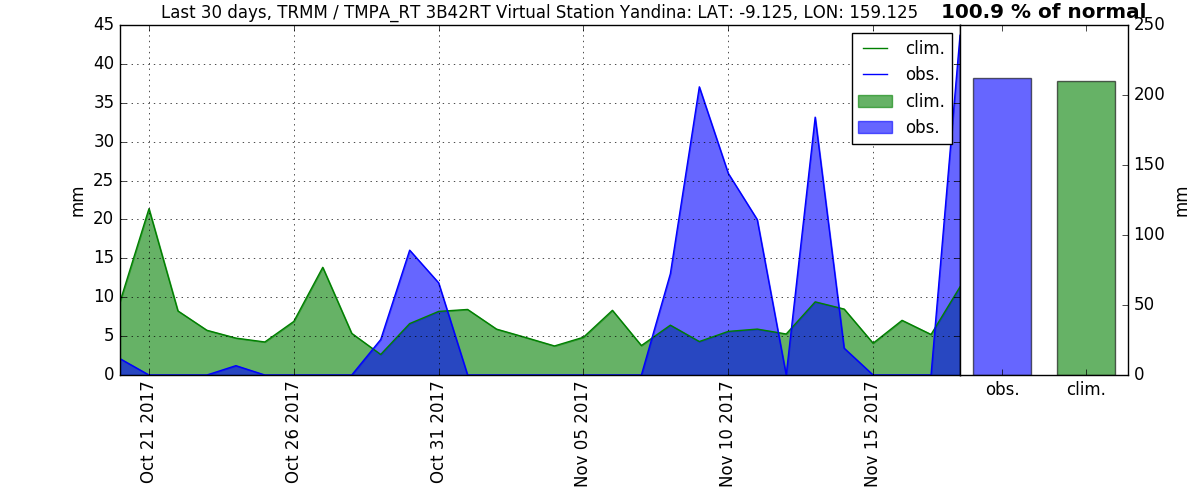 Last 30 days, TRMM / TMPA_RT 3B42RT Virtual Station Yandina: LAT: -9.125, LON: 159.125
100.9 % of normal
45
40
35
30
25
20
15
10
5
0
mm
clim.
obs.
clim.
obs.
Oct 21 2017
Oct 26 2017
Oct 31 2017
Nov 05 2017
Nov 10 2017
Nov 15 2017
250
200
150
100
50
0
mm
obs.
clim.